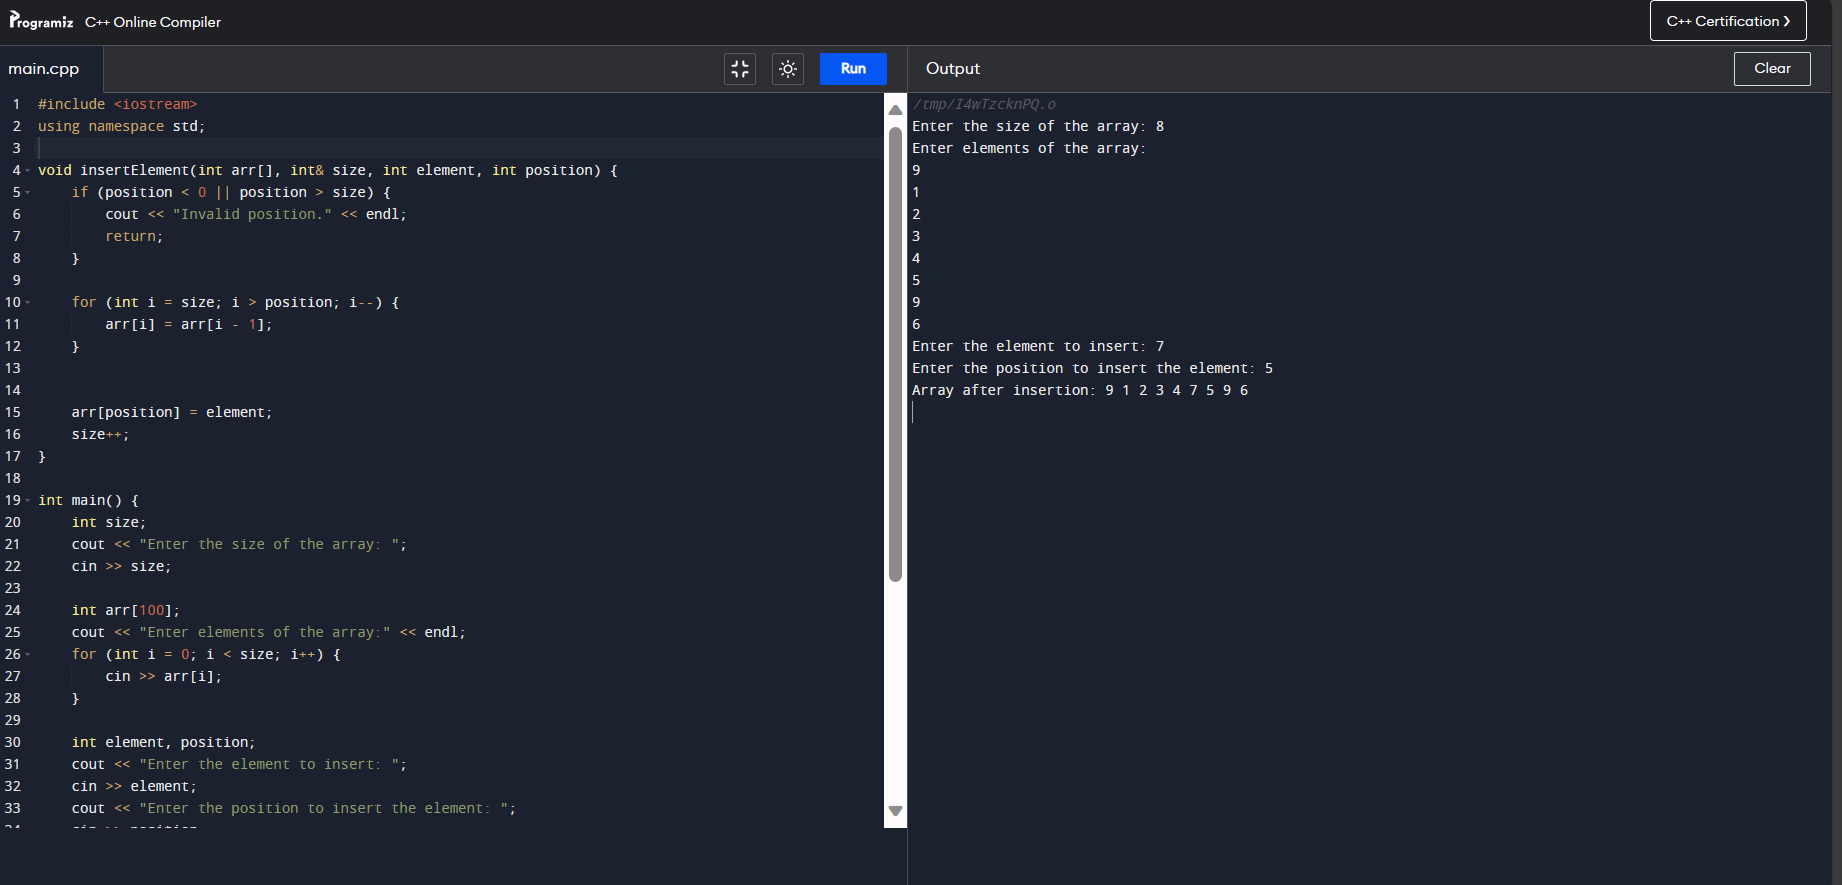 Programiz C++ Online Compiler
C++ Certification ❯
main.cpp
Run
Output
Clear
1 #include <iostream>
2 using namespace std;
3
4 void insertElement(int arr[], int& size, int element, int position) {
5     if (position < 0 || position > size) {
6         cout << "Invalid position." << endl;
7         return;
8     }
9
10     for (int i = size; i > position; i--) {
11         arr[i] = arr[i - 1];
12     }
13
14
15     arr[position] = element;
16     size++;
17 }
18
19 int main() {
20     int size;
21     cout << "Enter the size of the array: ";
22     cin >> size;
23
24     int arr[100];
25     cout << "Enter elements of the array:" << endl;
26     for (int i = 0; i < size; i++) {
27         cin >> arr[i];
28     }
29
30     int element, position;
31     cout << "Enter the element to insert: ";
32     cin >> element;
33     cout << "Enter the position to insert the element: ";
/tmp/I4wTzcknPQ.o
Enter the size of the array: 8
Enter elements of the array:
9
1
2
3
4
5
9
6
Enter the element to insert: 7
Enter the position to insert the element: 5
Array after insertion: 9 1 2 3 4 7 5 9 6